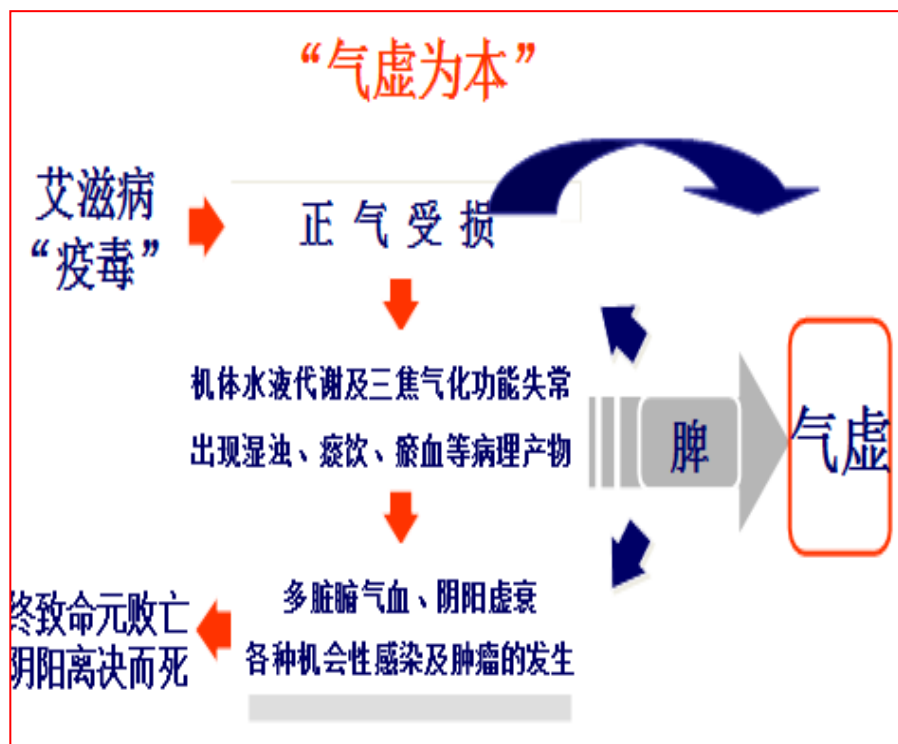 “气虚为本”
艾滋病
“疫毒”
正 气 受 损
机体水液代谢及三焦气化功能失常
出现湿浊、痰饮、瘀血等病理产物
脾
气虚
多脏腑气血、阴阳虚衰
各种机会性感染及肿瘤的发生
终致命元败亡
阴阳离决而死